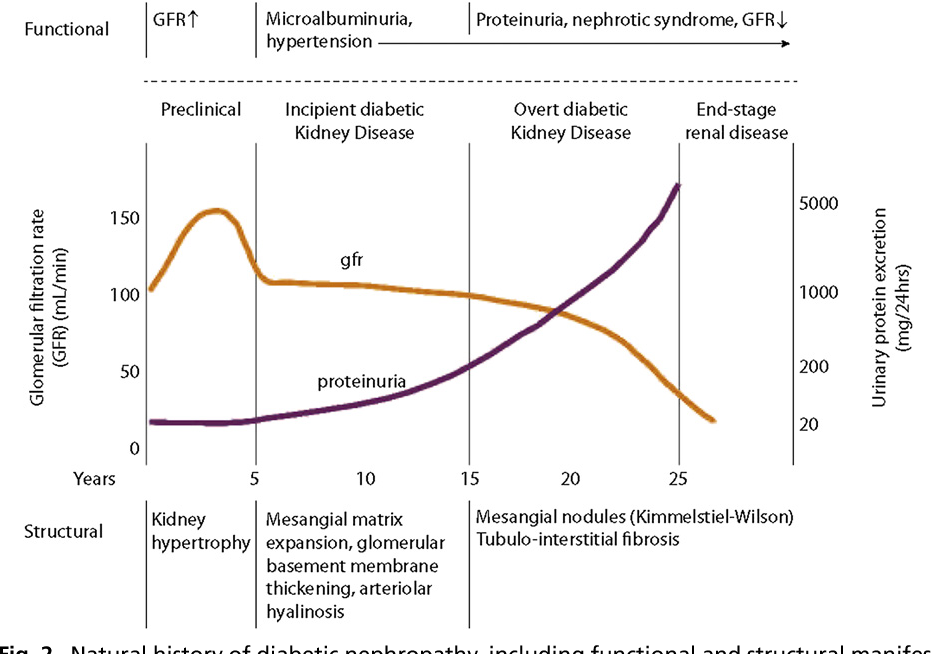 Functional
GFR↑
Microalbuminuria,
hypertension
Proteinuria, nephrotic syndrome, GFR↓
Preclinical
Incipient diabetic
Kidney Disease
Overt diabetic
Kidney Disease
End-stage
renal disease
Glomerular filtration rate
(GFR) (mL/min)
150
100
50
0
gfr
proteinuria
5000
1000
200
20
Urinary protein excretion
(mg/24hrs)
Years
5
10
15
20
25
Structural
Kidney
hypertrophy
Mesangial matrix
expansion, glomerular
basement membrane
thickening, arteriolar
hyalinosis
Mesangial nodules (Kimmelstiel-Wilson)
Tubulo-interstitial fibrosis
Fig. 2 Natural history of diabetic nephropathy, including functional and structural manifes